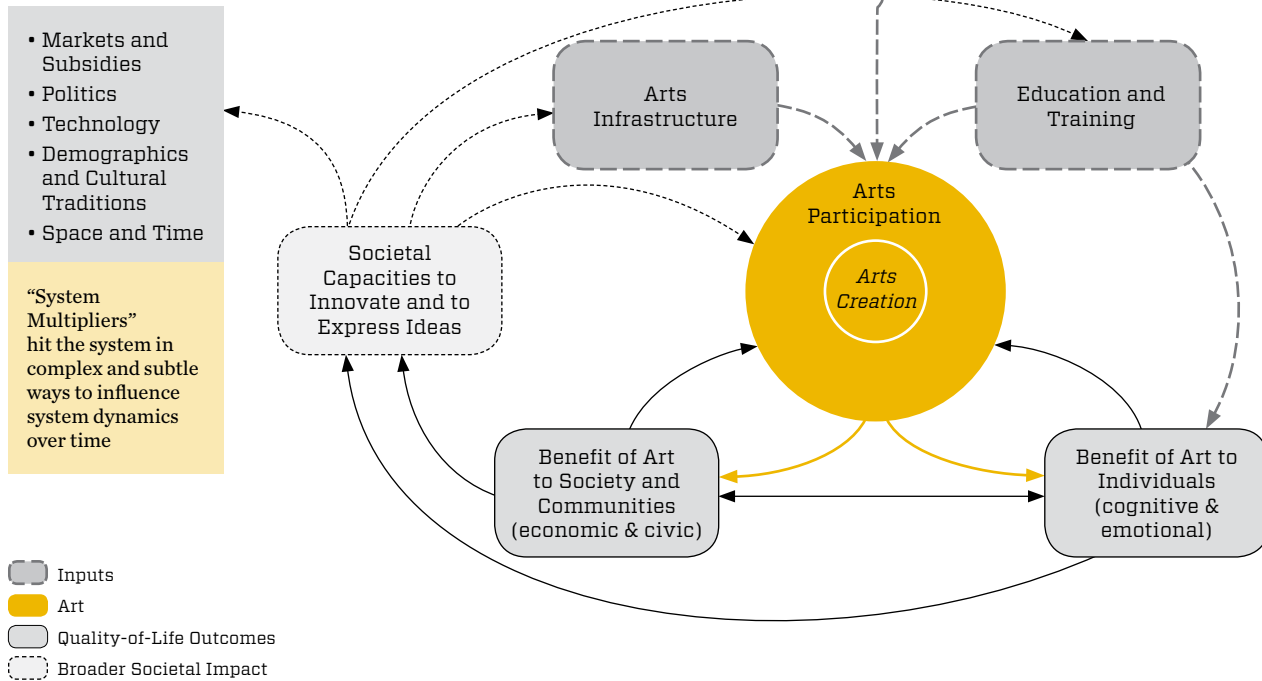 • Markets and
Subsidies
• Politics
• Technology
• Demographics
and Cultural
Traditions
• Space and Time
“System
Multipliers”
hit the system in
complex and subtle
ways to influence
system dynamics
over time
Arts
Infrastructure
Education and
Training
Arts
Participation
Arts
Creation
Societal
Capacities to
Innovate and to
Express Ideas
Benefit of Art
to Society and
Communities
(economic & civic)
Benefit of Art to
Individuals
(cognitive &
emotional)
Inputs
Art
Quality-of-Life Outcomes
Broader Societal Impact